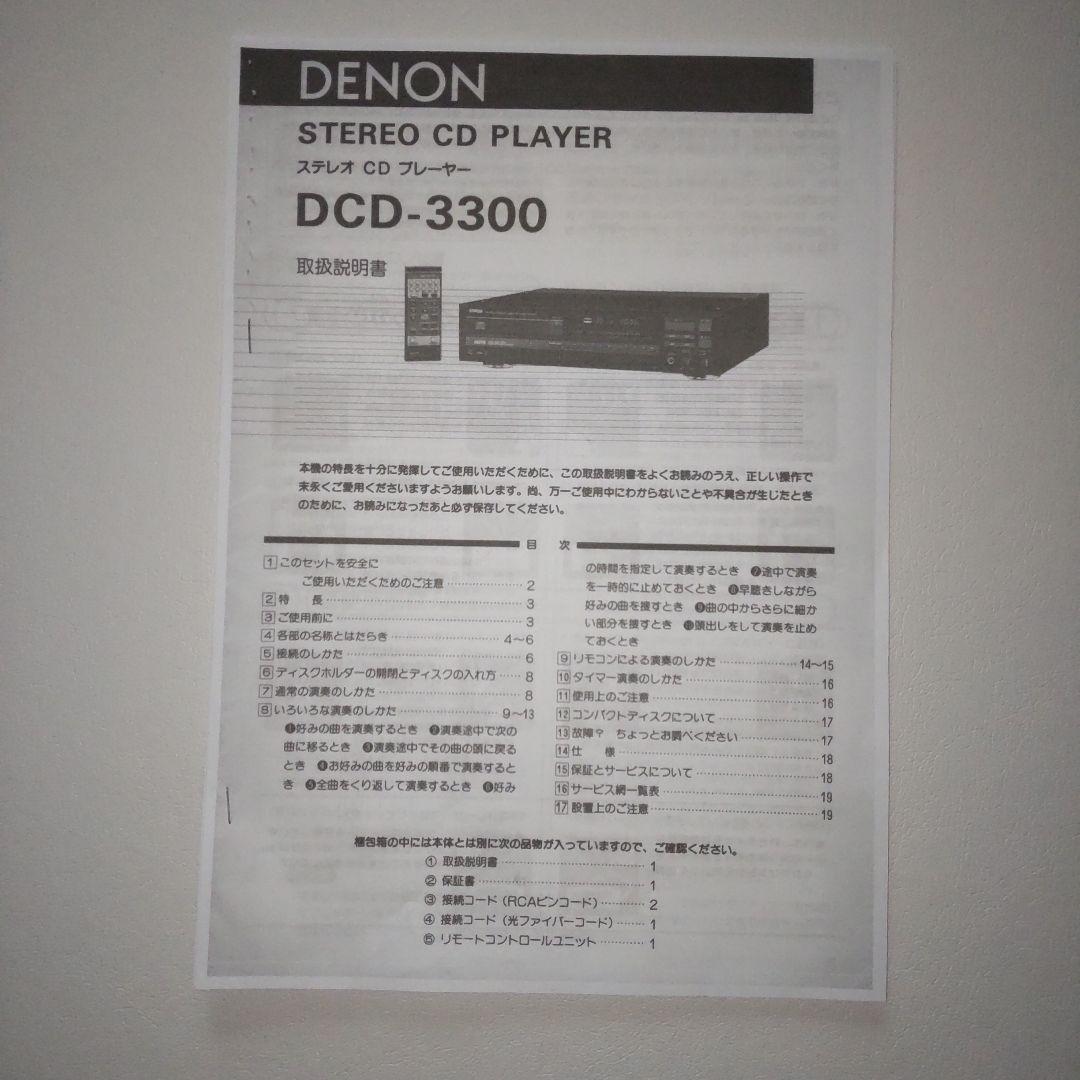 DENON
STEREO CD PLAYER
ステレオ CD プレーヤー
DCD-3300
取扱説明書
本機の特長を十分に発揮してご使用いただくために、この取扱説明書をよくお読みのうえ、正しい操作で
末永くご愛用くださいますようお願いします。尚、万一ご使用中にわからないことや不具合が生じたとき
のために、お読みになったあと必ず保存してください。
目 次
1 このセットを安全に
ご使用いただくためのご注意 ………… 2
2 特 長 ………… 3
3 ご使用前に ………… 3
4 各部の名称とはたらき ………… 4〜6
5 接続のしかた ………… 6
6 ディスクホルダーの開閉とディスクの入れ方 …… 8
7 通常の演奏のしかた ………… 8
8 いろいろな演奏のしかた ………… 9〜13
❶好みの曲を演奏するとき ❷演奏途中で次の
曲に移るとき ❸演奏途中でその曲の頭に戻る
とき ❹お好みの曲を好みの順番で演奏すると
き ❺全曲をくり返して演奏するとき ❻好み
の時間を指定して演奏するとき ❼途中で演奏
を一時的に止めておくとき ❽早聴きしながら
好みの曲を捜すとき ❾曲の中からさらに細か
い部分を捜すとき ❿頭出しをして演奏を止め
ておくとき
9 リモコンによる演奏のしかた ………… 14〜15
10 タイマー演奏のしかた ………… 16
11 使用上のご注意 ………… 16
12 コンパクトディスクについて ………… 17
13 故障？ ちょっとお調べください ………… 17
14 仕 様 ………… 18
15 保証とサービスについて ………… 18
16 サービス網一覧表 ………… 19
17 設置上のご注意 ………… 19
梱包箱の中には本体とは別に次の品物が入っていますので、ご確認ください。
① 取扱説明書 ………… 1
② 保証書 ………… 1
③ 接続コード（RCAピンコード） ………… 2
④ 接続コード（光ファイバーコード） ……… 1
⑤ リモートコントロールユニット ………… 1